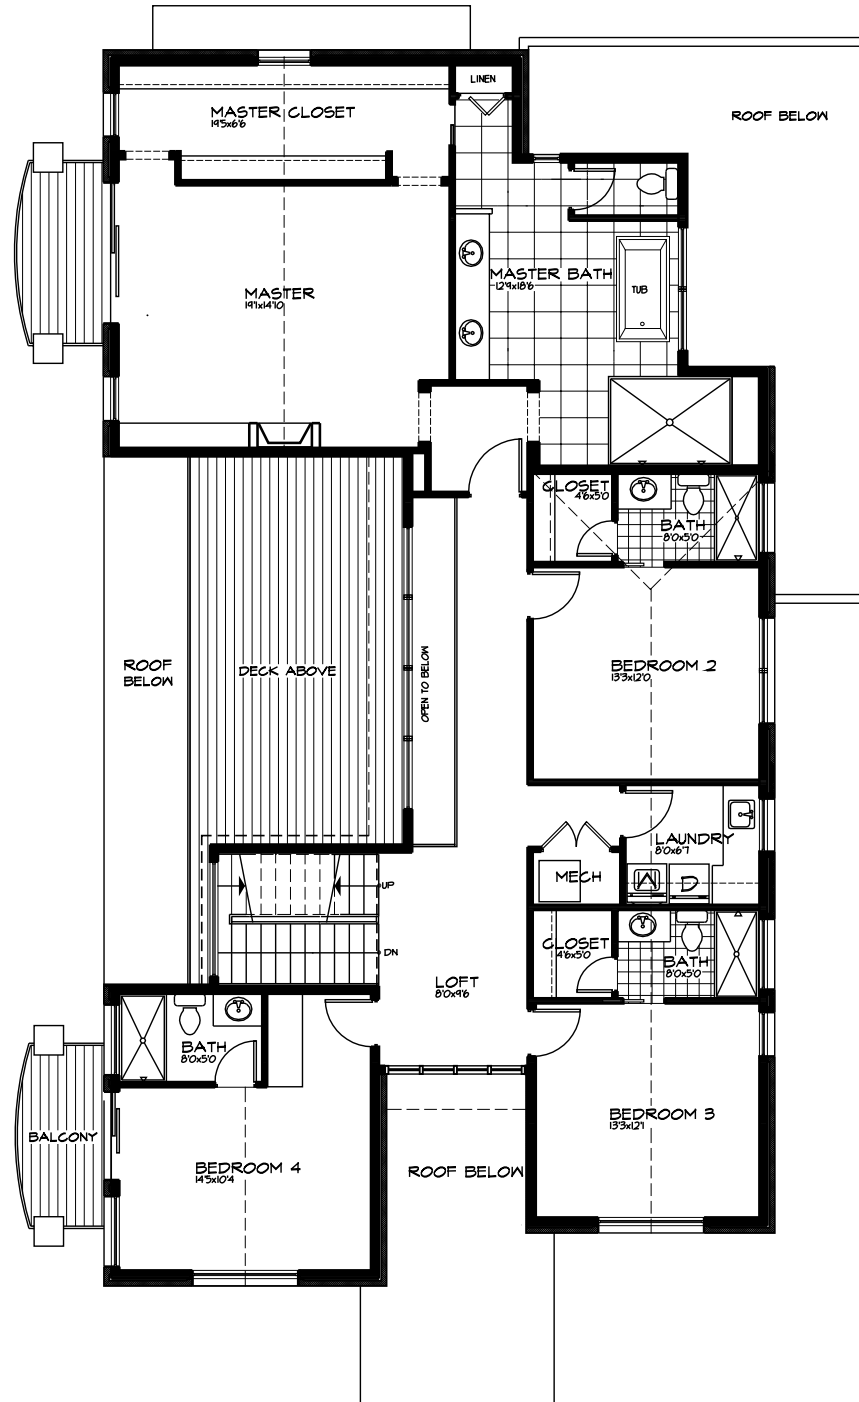 LINEN
MASTER CLOSET
19'5x6'6
ROOF BELOW
MASTER BATH
12'9x18'6
TUB
MASTER
19'1x14'10
CLOSET
4'6x5'0
BATH
8'0x5'0
ROOF
BELOW
DECK ABOVE
OPEN TO BELOW
BEDROOM 2
13'3x12'0
LAUNDRY
8'0x6'7
MECH
UP
DN
CLOSET
4'6x5'0
BATH
8'0x5'0
LOFT
8'0x9'6
BATH
8'0x5'0
BALCONY
BEDROOM 4
14'5x10'4
ROOF BELOW
BEDROOM 3
13'3x12'1